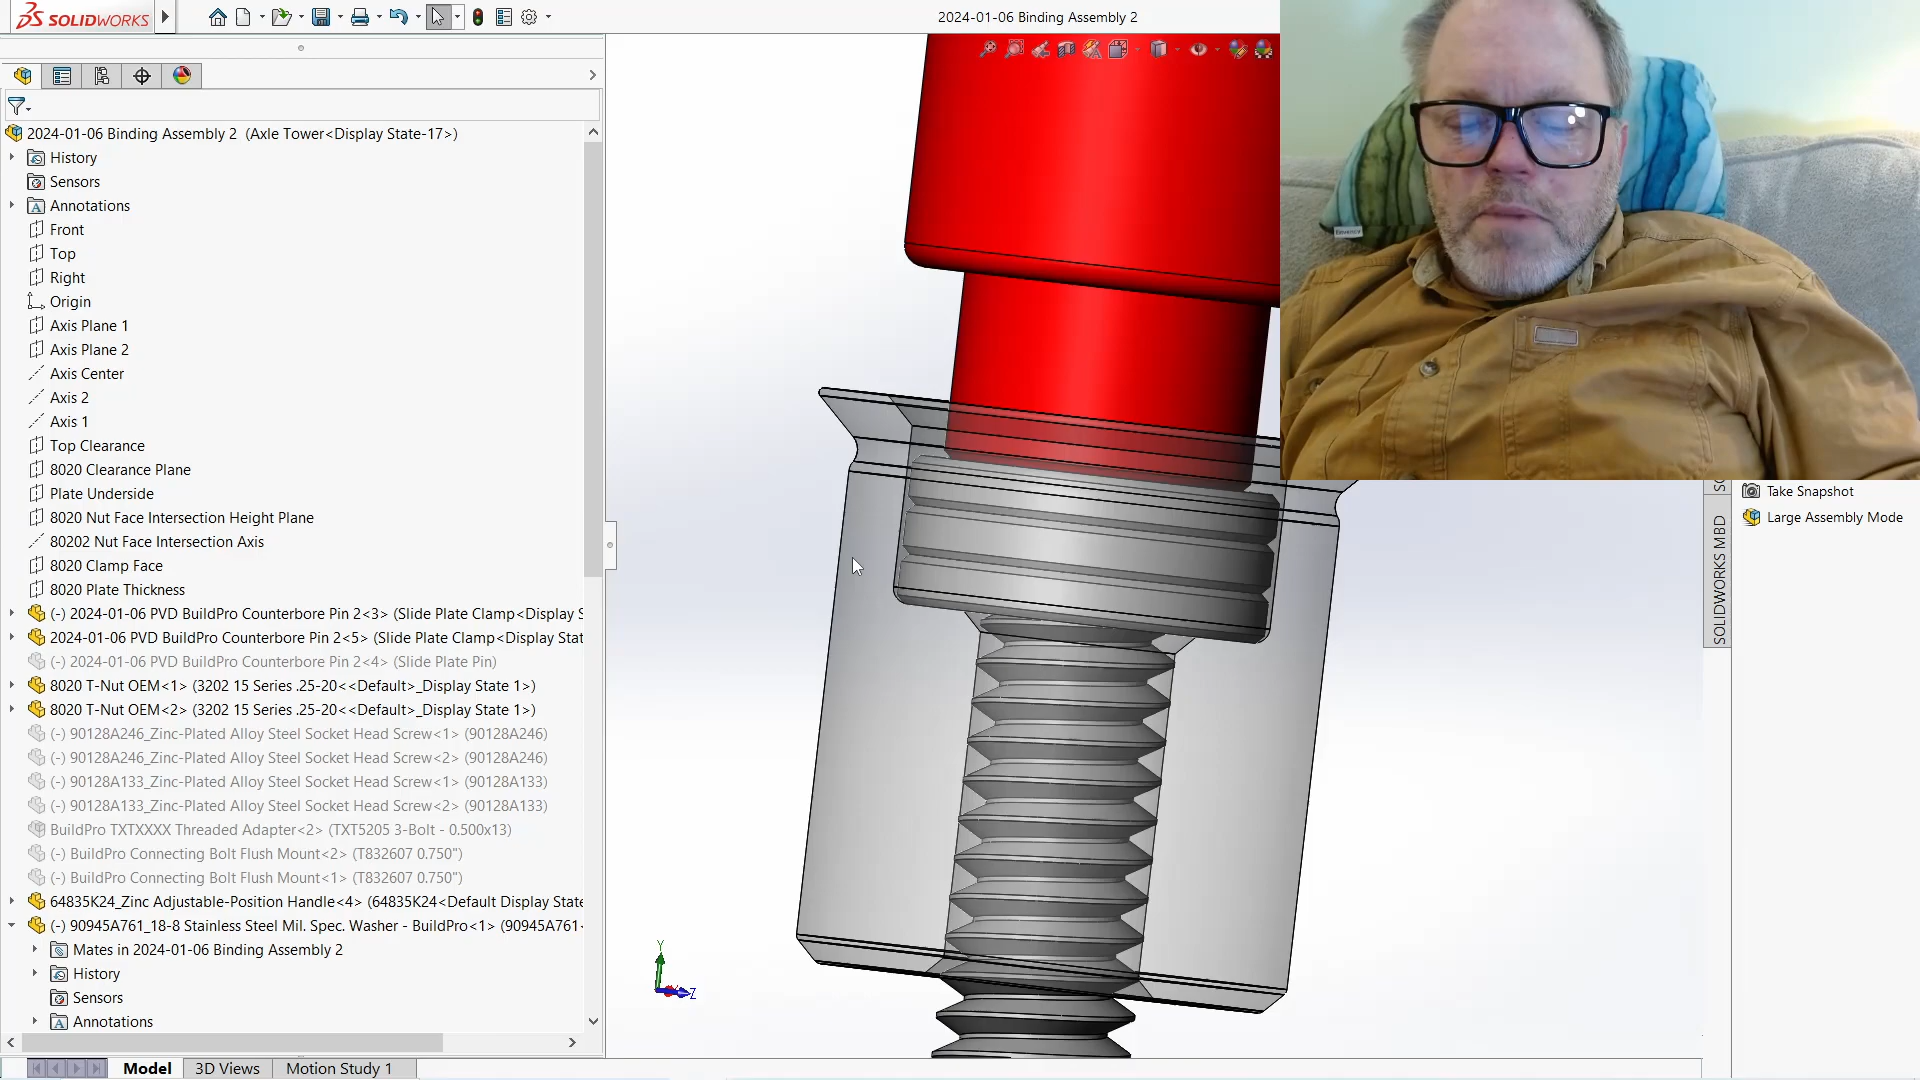 SOLIDWORKS
2024-01-06 Binding Assembly 2
2024-01-06 Binding Assembly 2 (Axle Tower<Display State-17>)
History
Sensors
Annotations
Front
Top
Right
Origin
Axis Plane 1
Axis Plane 2
Axis Center
Axis 2
Axis 1
Top Clearance
8020 Clearance Plane
Plate Underside
8020 Nut Face Intersection Height Plane
80202 Nut Face Intersection Axis
8020 Clamp Face
8020 Plate Thickness
(-) 2024-01-06 PVD BuildPro Counterbore Pin 2<3> (Slide Plate Clamp<Display S
2024-01-06 PVD BuildPro Counterbore Pin 2<5> (Slide Plate Clamp<Display Stat
(-) 2024-01-06 PVD BuildPro Counterbore Pin 2<4> (Slide Plate Pin)
8020 T-Nut OEM<1> (3202 15 Series .25-20<<Default>_Display State 1>)
8020 T-Nut OEM<2> (3202 15 Series .25-20<<Default>_Display State 1>)
(-) 90128A246_Zinc-Plated Alloy Steel Socket Head Screw<1> (90128A246)
(-) 90128A246_Zinc-Plated Alloy Steel Socket Head Screw<2> (90128A246)
(-) 90128A133_Zinc-Plated Alloy Steel Socket Head Screw<1> (90128A133)
(-) 90128A133_Zinc-Plated Alloy Steel Socket Head Screw<2> (90128A133)
BuildPro TXTXXXX Threaded Adapter<2> (TXT5205 3-Bolt - 0.500x13)
(-) BuildPro Connecting Bolt Flush Mount<2> (T832607 0.750")
(-) BuildPro Connecting Bolt Flush Mount<1> (T832607 0.750")
64835K24_Zinc Adjustable-Position Handle<4> (64835K24<Default Display State
(-) 90945A761_18-8 Stainless Steel Mil. Spec. Washer - BuildPro<1> (90945A761<
Mates in 2024-01-06 Binding Assembly 2
History
Sensors
Annotations
Y
Z
Take Snapshot
Large Assembly Mode
SOLIDWORKS MBD
Model
3D Views
Motion Study 1